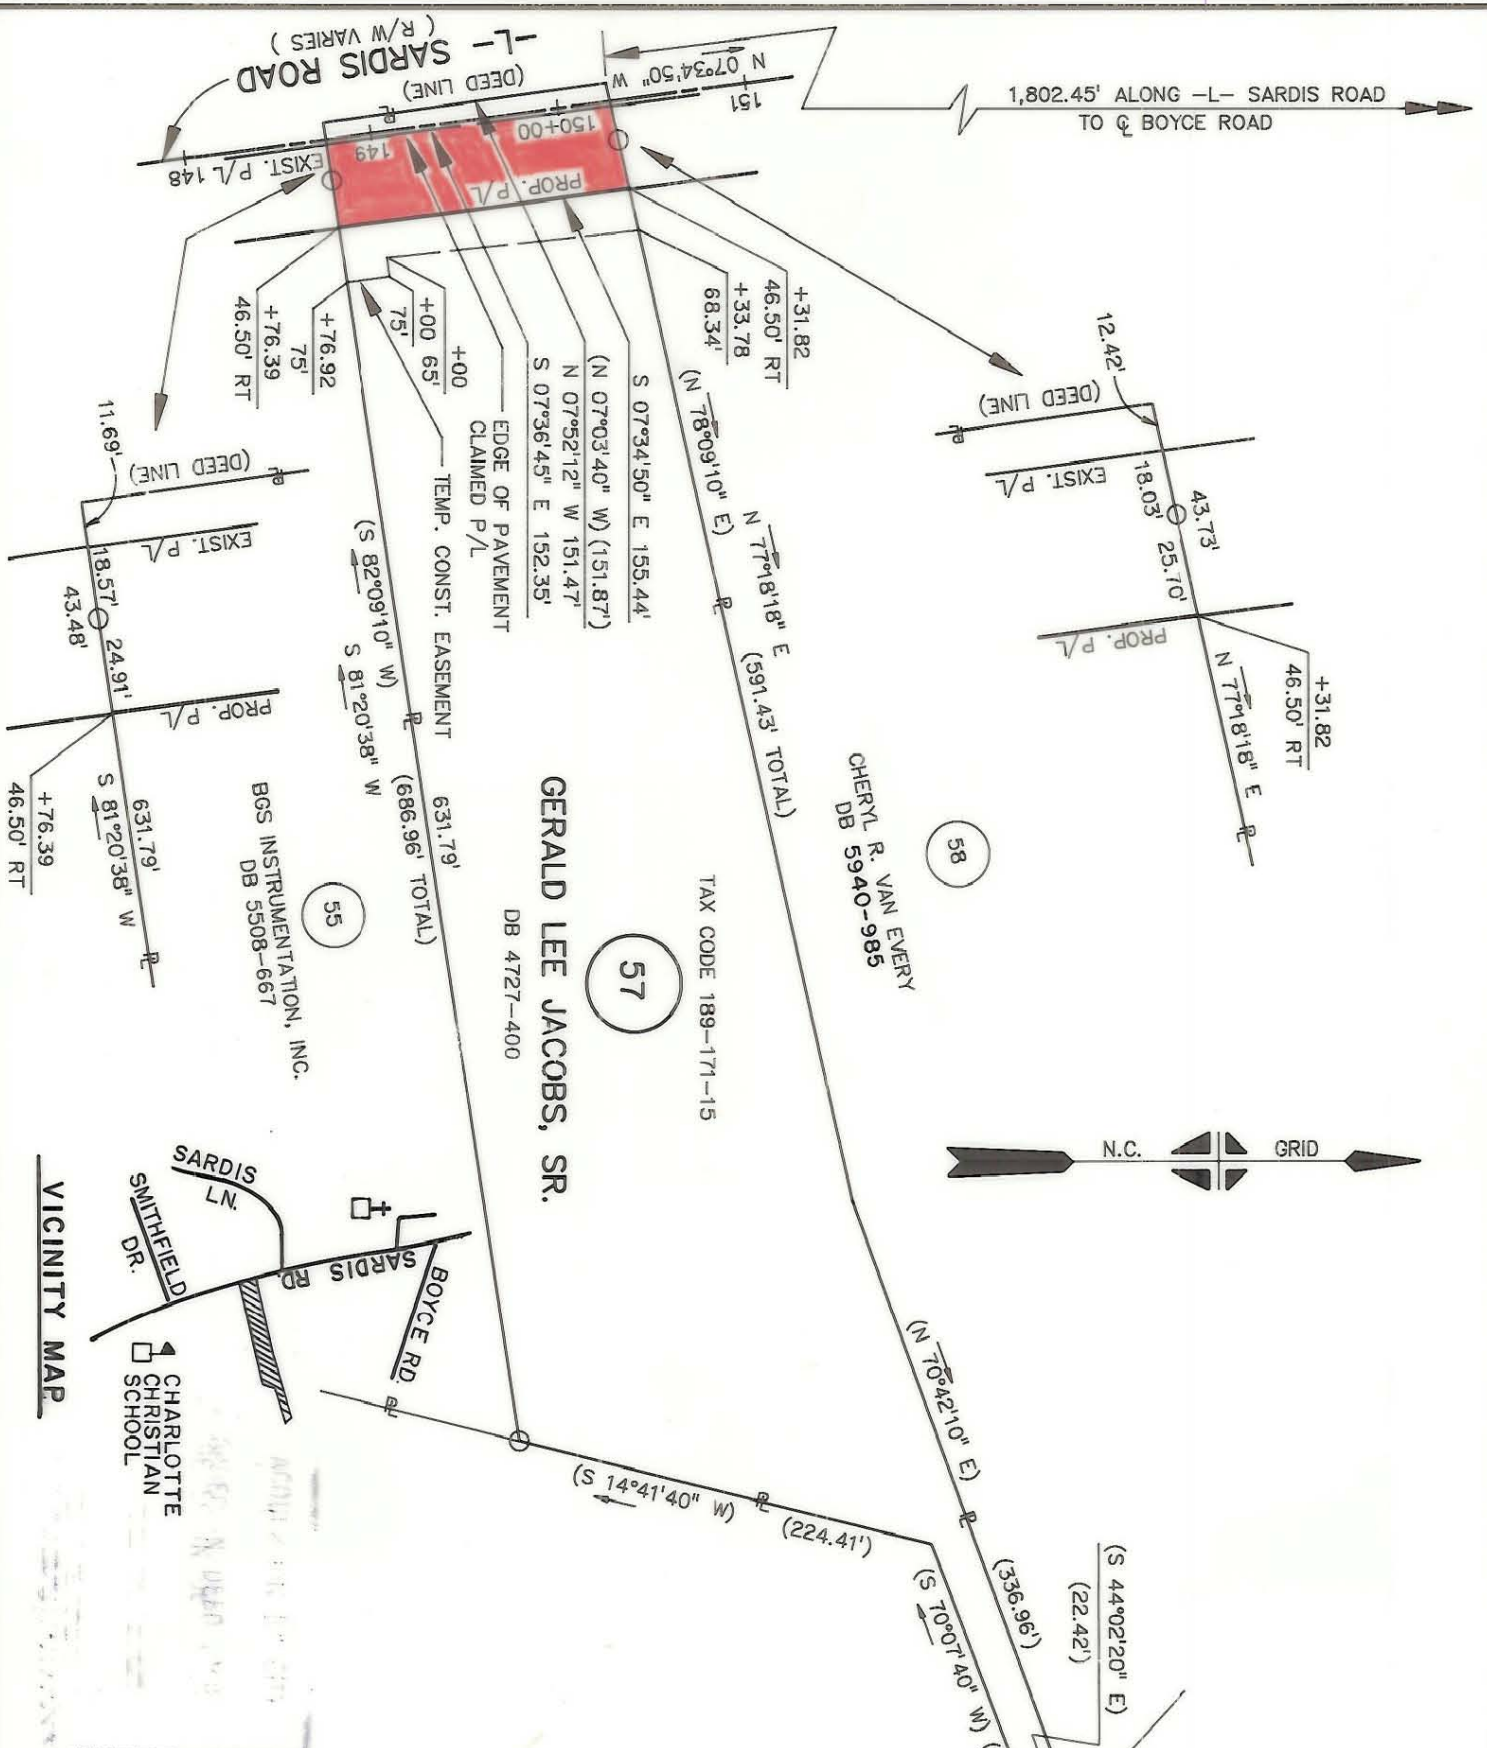 -L- SARDIS ROAD
( R/W VARIES )
(DEED LINE)
N 07°34'50" W
151
150+00
149
148
EXIST. P/L
PROP. P/L
1,802.45' ALONG -L- SARDIS ROAD
TO ℄ BOYCE ROAD
+31.82
46.50' RT
+33.78
68.34'
+00
65'
+00
75'
+76.92
75'
+76.39
46.50' RT
S 07°34'50" E 155.44'
(N 07°03'40" W) (151.87')
N 07°52'12" W 151.47'
S 07°36'45" E 152.35'
EDGE OF PAVEMENT
CLAIMED P/L
TEMP. CONST. EASEMENT
(N 78°09'10" E)
N 77°18'18" E
(591.43' TOTAL)
(S 82°09'10" W)
S 81°20'38" W
631.79'
(686.96' TOTAL)
12.42'
(DEED LINE)
EXIST. P/L
18.03'
43.73'
25.70'
PROP. P/L
+31.82
46.50' RT
N 77°18'18" E
11.69'
(DEED LINE)
EXIST. P/L
18.57'
43.48'
24.91'
PROP. P/L
631.79'
S 81°20'38" W
+76.39
46.50' RT
58
CHERYL R. VAN EVERY
DB 5940-985
TAX CODE 189-171-15
57
GERALD LEE JACOBS, SR.
DB 4727-400
55
BGS INSTRUMENTATION, INC.
DB 5508-667
N.C. GRID
SARDIS
LN.
SMITHFIELD
DR.
SARDIS RD.
BOYCE RD.
CHARLOTTE
CHRISTIAN
SCHOOL
VICINITY MAP
(N 70°42'10" E)
(336.96')
(S 14°41'40" W)
(224.41')
(S 70°07'40" W)
(S 44°02'20" E)
(22.42')